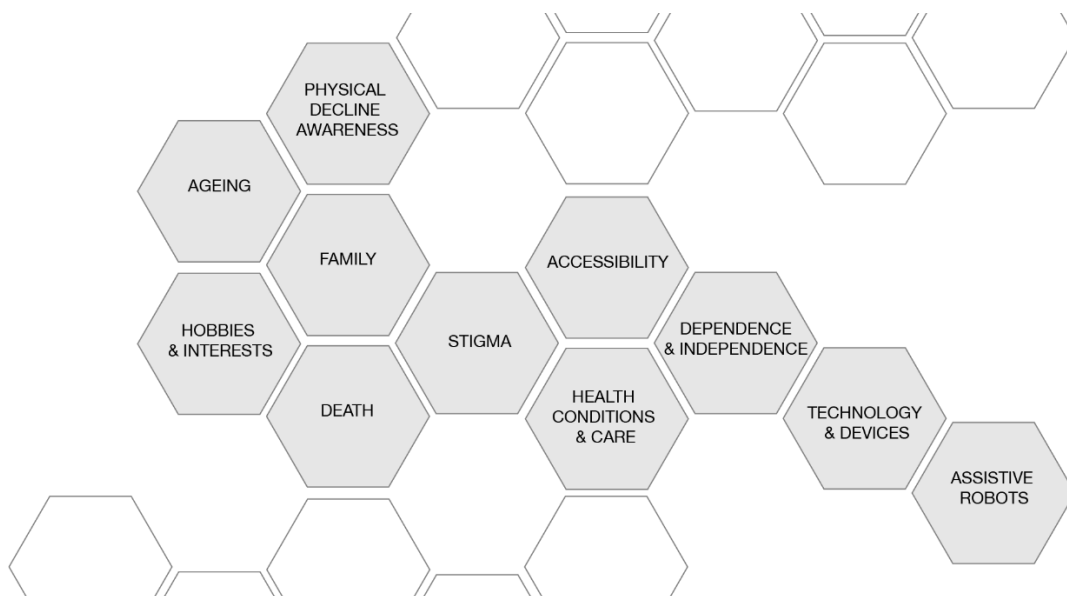 PHYSICAL
DECLINE
AWARENESS
AGEING
FAMILY
ACCESSIBILITY
HOBBIES
& INTERESTS
STIGMA
DEPENDENCE
& INDEPENDENCE
DEATH
HEALTH
CONDITIONS
& CARE
TECHNOLOGY
& DEVICES
ASSISTIVE
ROBOTS